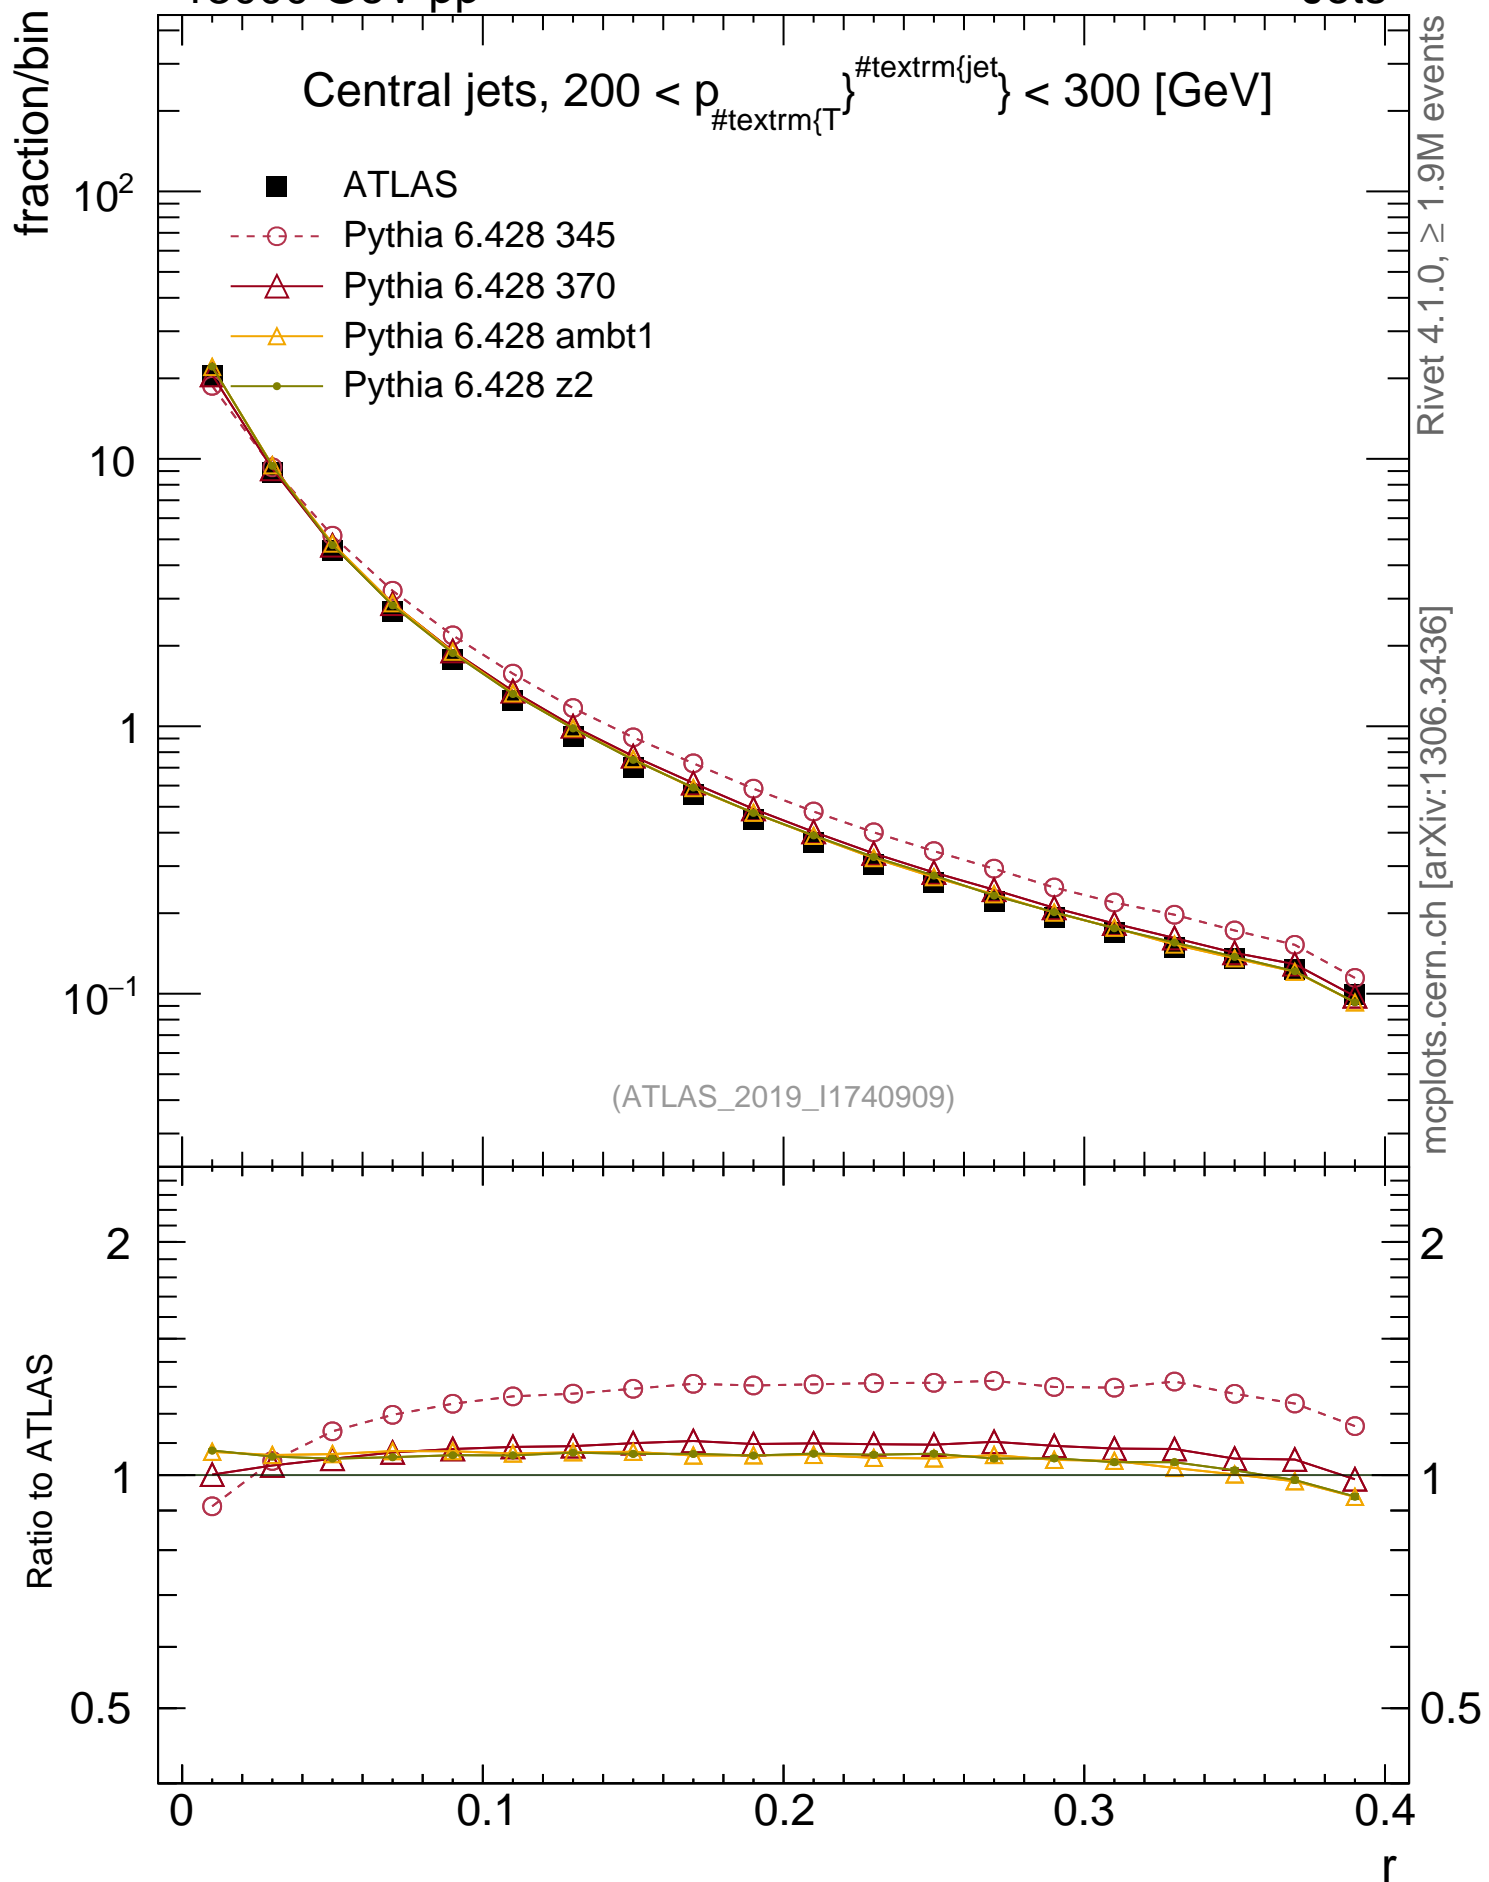 fraction/bin
Central jets, 200 < p_#textrm{T}^#textrm{jet}} < 300 [GeV]
ATLAS
Pythia 6.428 345
Pythia 6.428 370
Pythia 6.428 ambt1
Pythia 6.428 z2
10²
10
1
10⁻¹
(ATLAS_2019_I1740909)
Rivet 4.1.0, ≥ 1.9M events
mcplots.cern.ch [arXiv:1306.3436]
Ratio to ATLAS
2
1
0.5
2
1
0.5
0 0.1 0.2 0.3 0.4
r